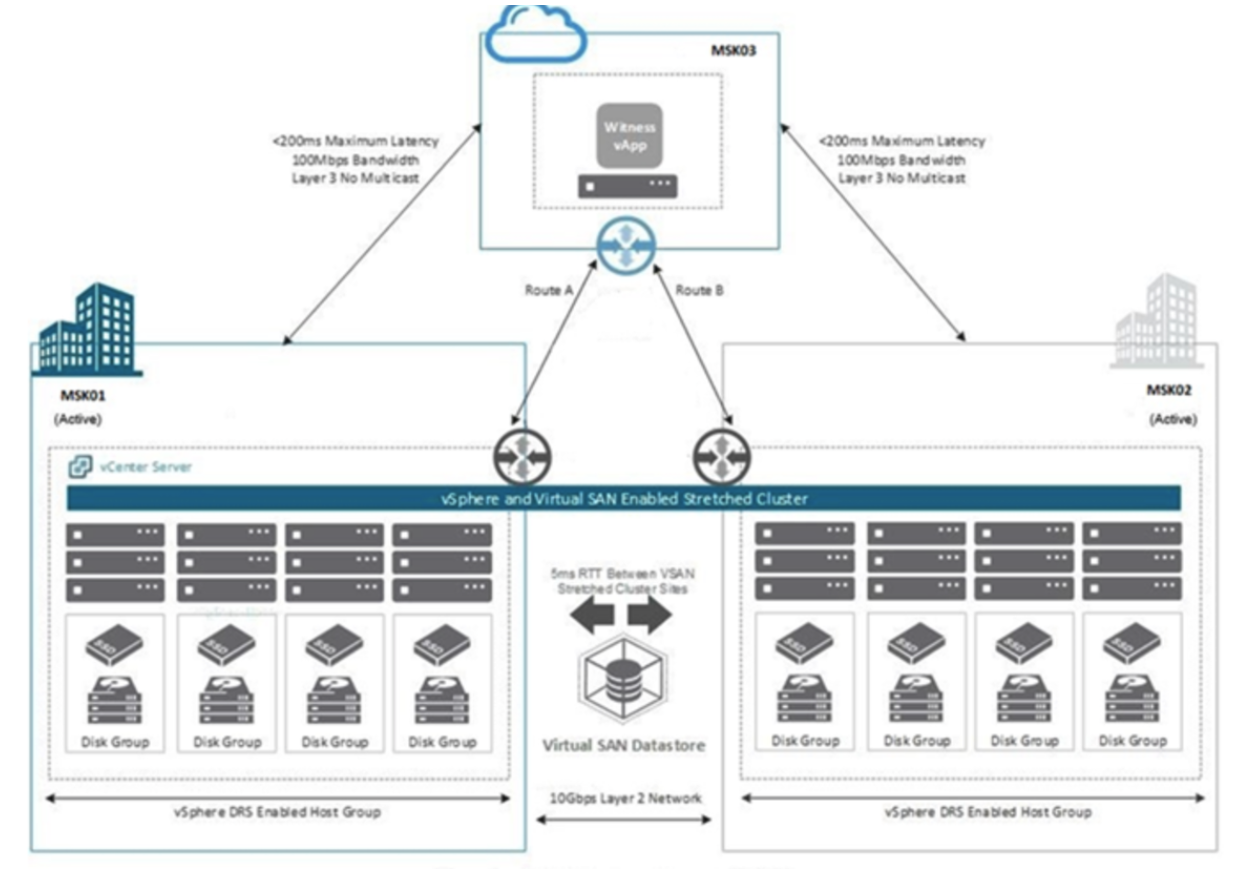 MSK03
Witness
vApp
<200ms Maximum Latency
100Mbps Bandwidth
Layer 3 No Multicast
<200ms Maximum Latency
100Mbps Bandwidth
Layer 3 No Multicast
Route A
Route B
MSK01
(Active)
MSK02
(Active)
vCenter Server
vSphere and Virtual SAN Enabled Stretched Cluster
5ms RTT Between VSAN
Stretched Cluster Sites
SSD
SSD
SSD
SSD
SSD
SSD
SSD
SSD
Disk Group
Disk Group
Disk Group
Disk Group
Virtual SAN Datastore
Disk Group
Disk Group
Disk Group
Disk Group
vSphere DRS Enabled Host Group
10Gbps Layer 2 Network
vSphere DRS Enabled Host Group